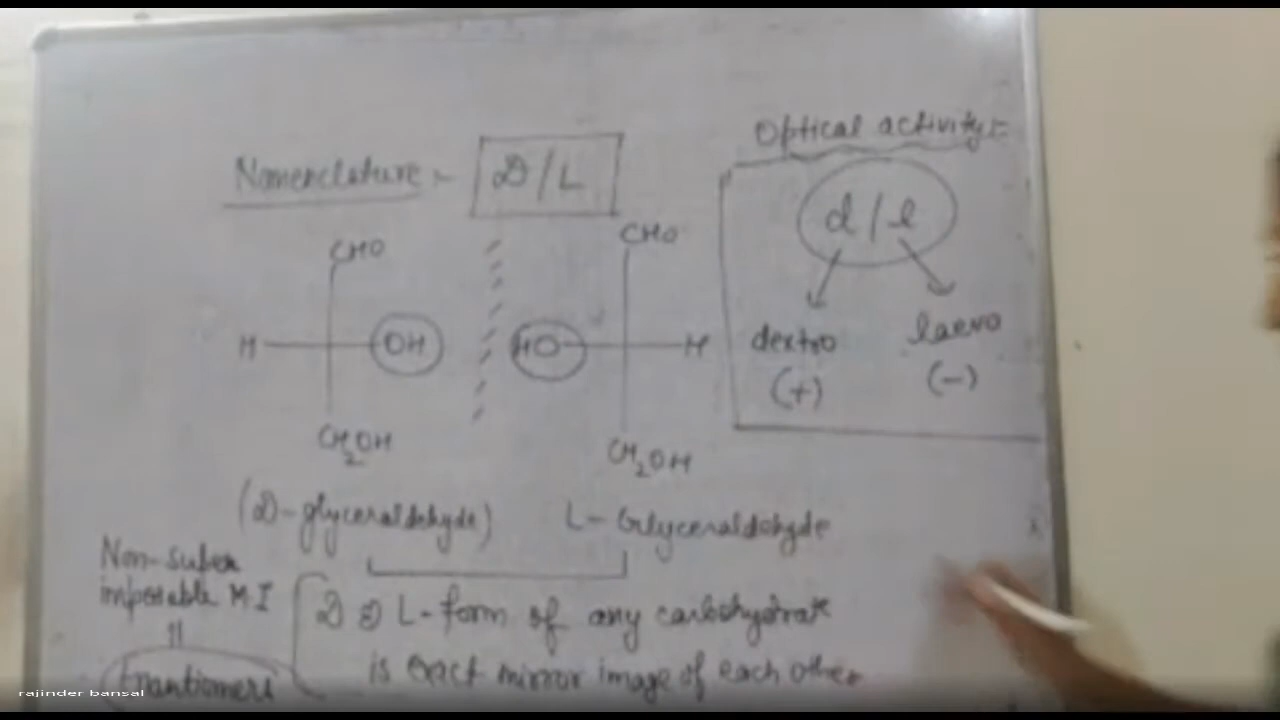 Optical activity:-
Nomenclature:- D/L
d/l
CHO
CHO
H OH
HO H
dextro laevo
(+) (-)
CH2OH
CH2OH
(D-glyceraldehyde) L-Glyceraldehyde
Non-super
imposable M.I
D & L-form of any carbohydrate
is exact mirror image of each other
Enantiomers
rajinder bansal